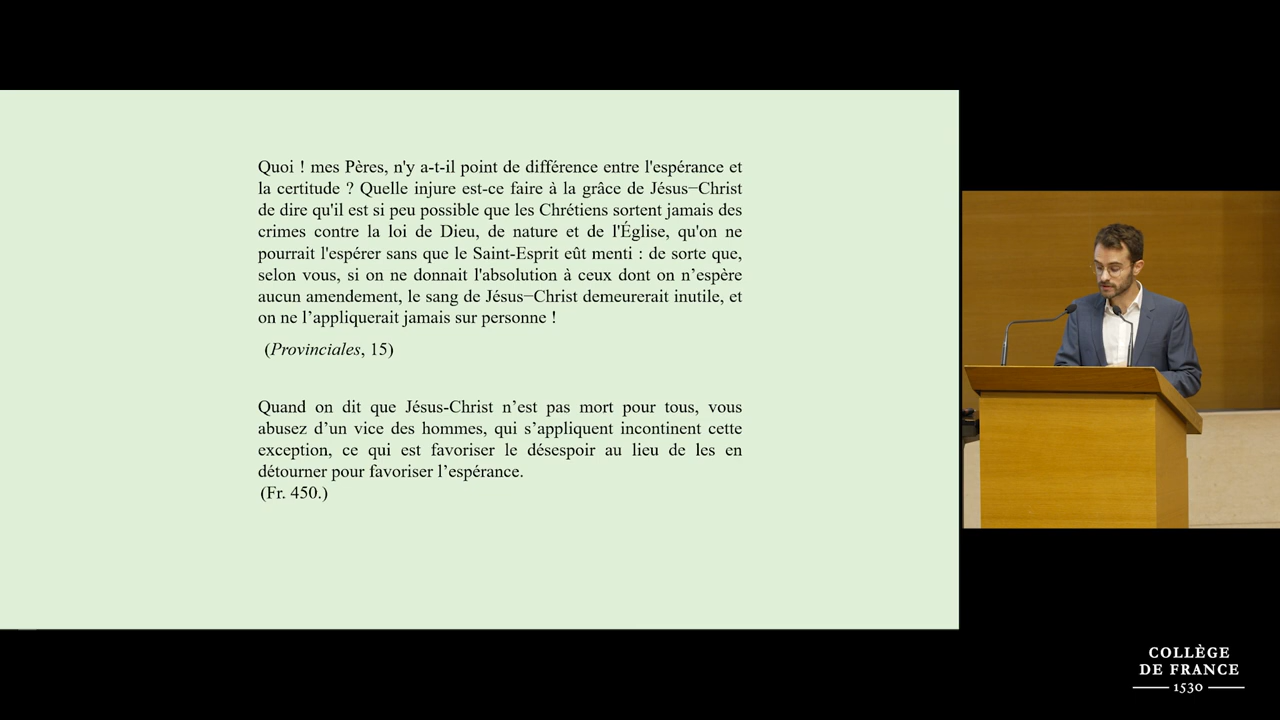 Quoi ! mes Pères, n'y a-t-il point de différence entre l'espérance et
la certitude ? Quelle injure est-ce faire à la grâce de Jésus−Christ
de dire qu'il est si peu possible que les Chrétiens sortent jamais des
crimes contre la loi de Dieu, de nature et de l'Église, qu'on ne
pourrait l'espérer sans que le Saint-Esprit eût menti : de sorte que,
selon vous, si on ne donnait l'absolution à ceux dont on n’espère
aucun amendement, le sang de Jésus−Christ demeurerait inutile, et
on ne l’appliquerait jamais sur personne !
(Provinciales, 15)
Quand on dit que Jésus-Christ n’est pas mort pour tous, vous
abusez d’un vice des hommes, qui s’appliquent incontinent cette
exception, ce qui est favoriser le désespoir au lieu de les en
détourner pour favoriser l’espérance.
(Fr. 450.)
COLLÈGE
DE FRANCE
1530